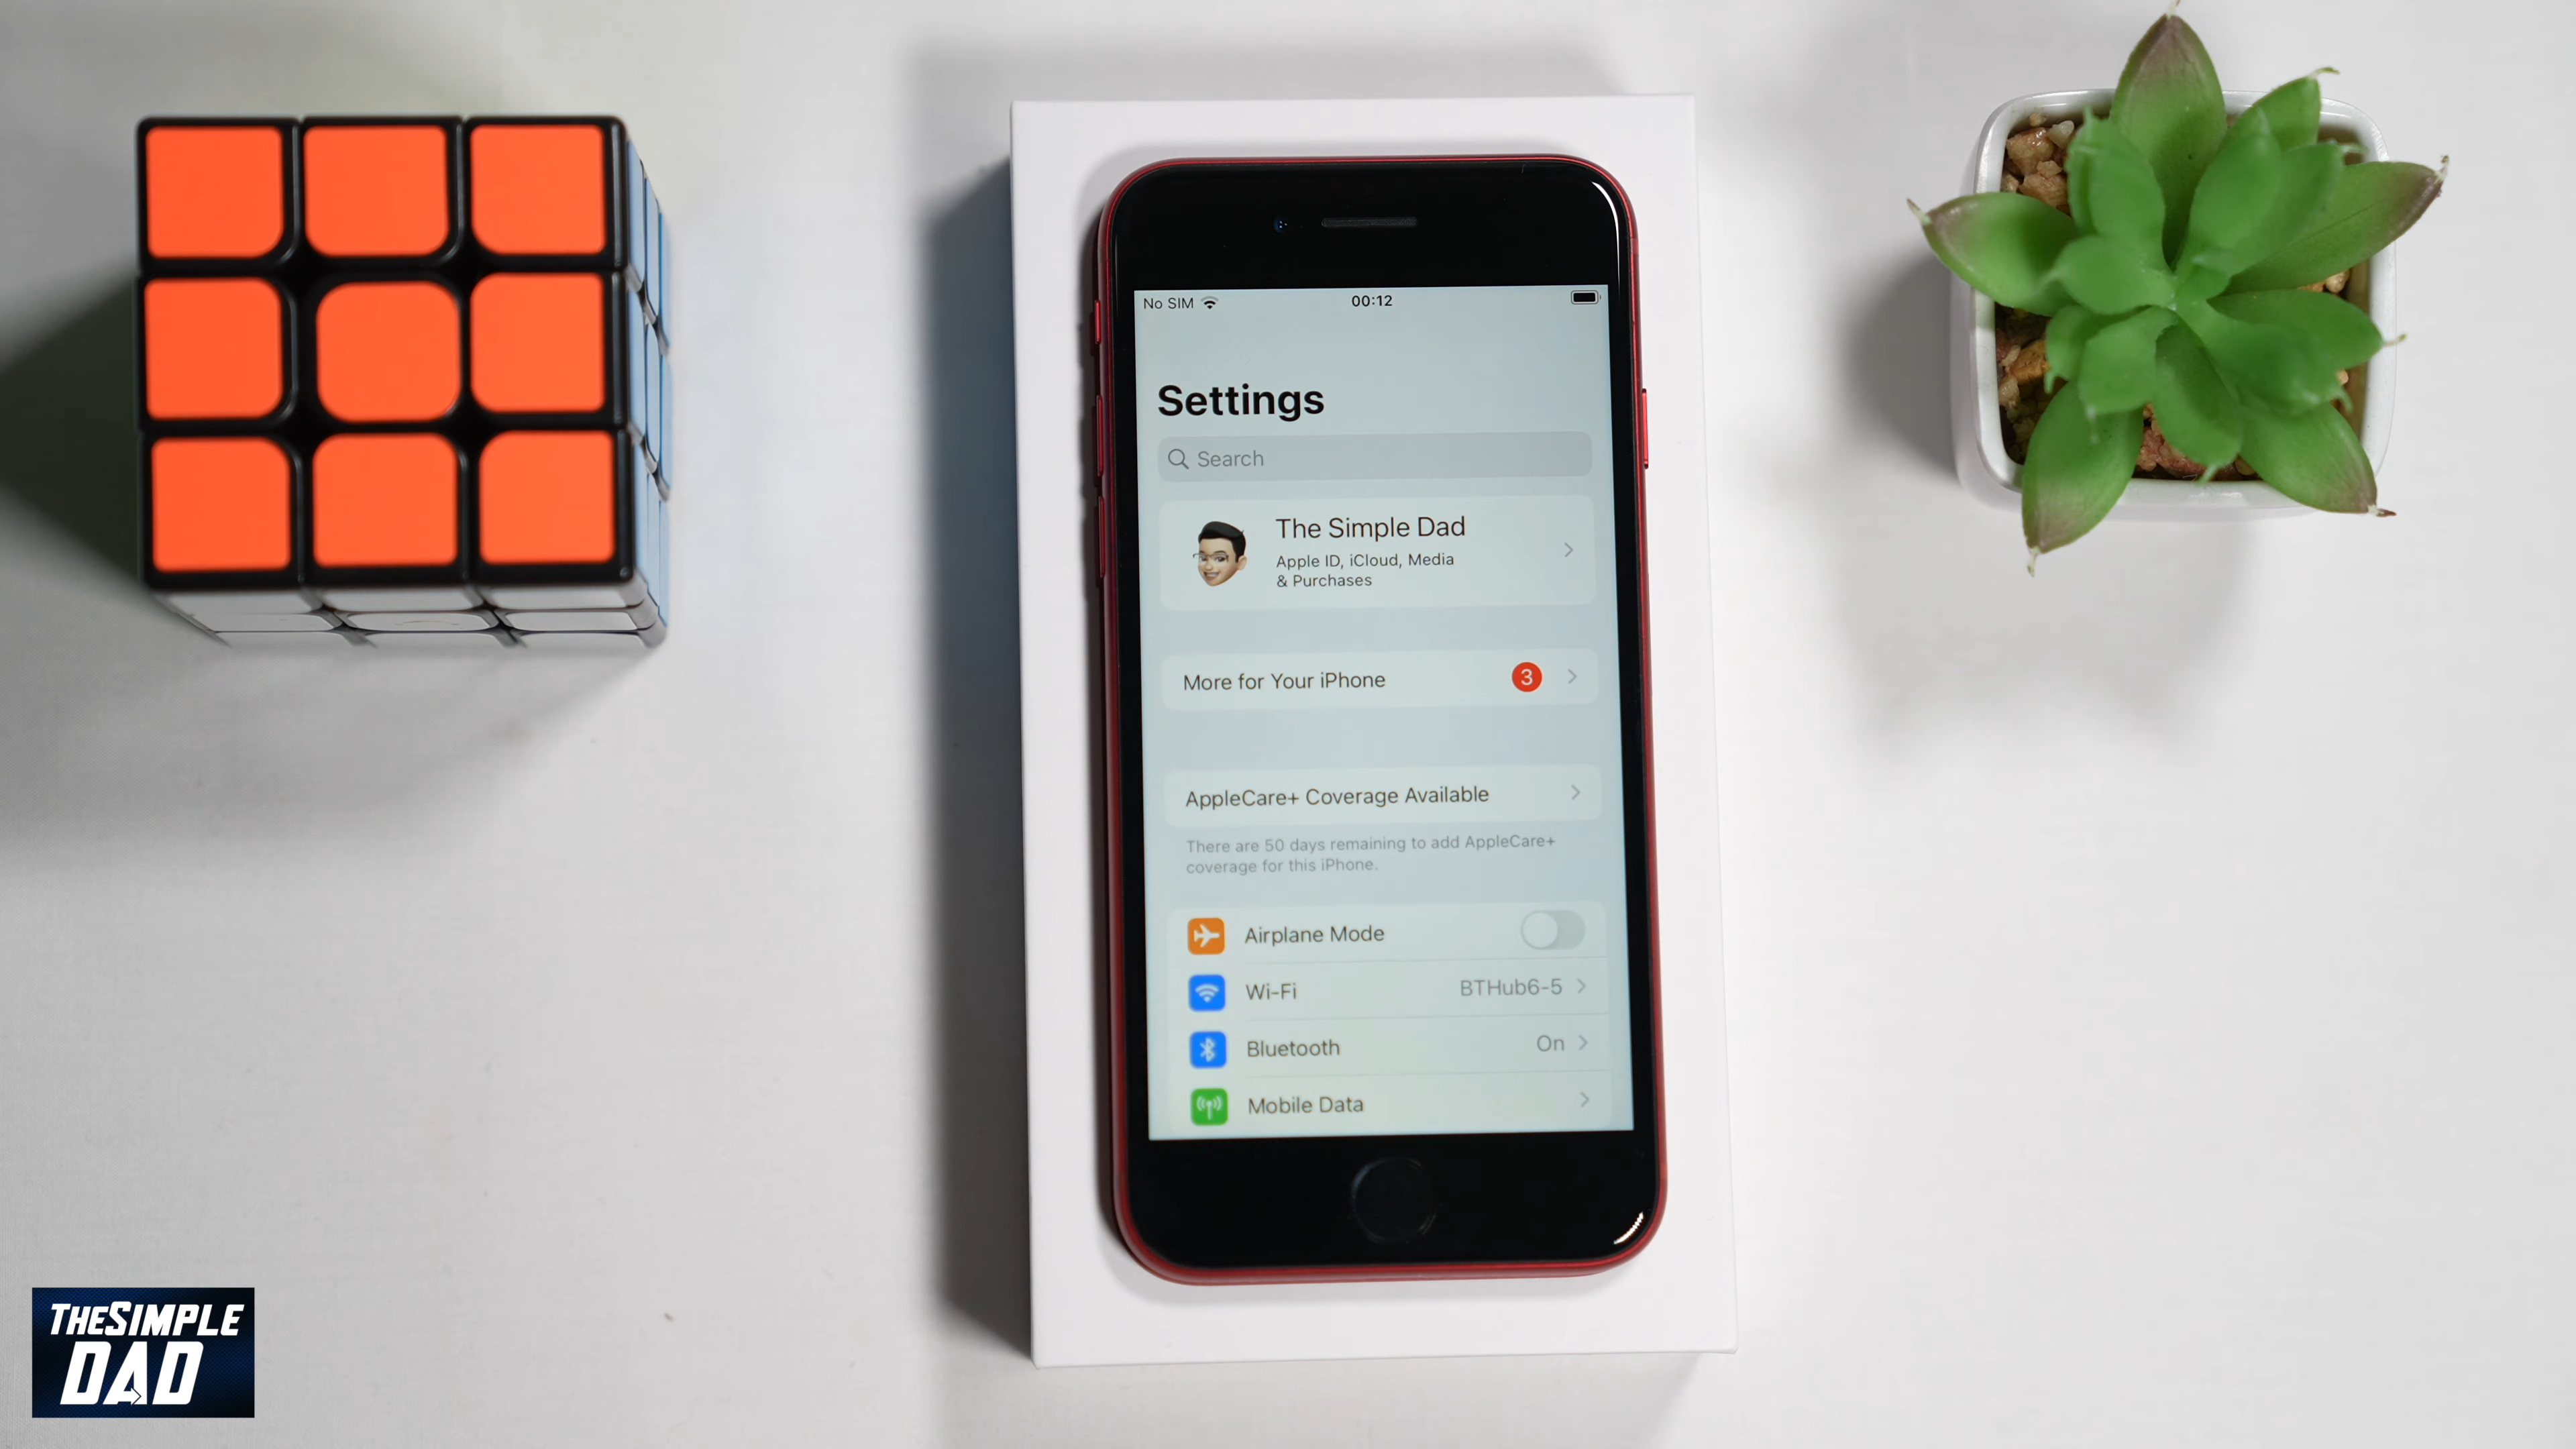 No SIM 00:12
Settings
Search
The Simple Dad
Apple ID, iCloud, Media
& Purchases
More for Your iPhone 3
AppleCare+ Coverage Available
There are 50 days remaining to add AppleCare+
coverage for this iPhone.
Airplane Mode
Wi-Fi BTHub6-5
Bluetooth On
Mobile Data
THESIMPLE
DAD